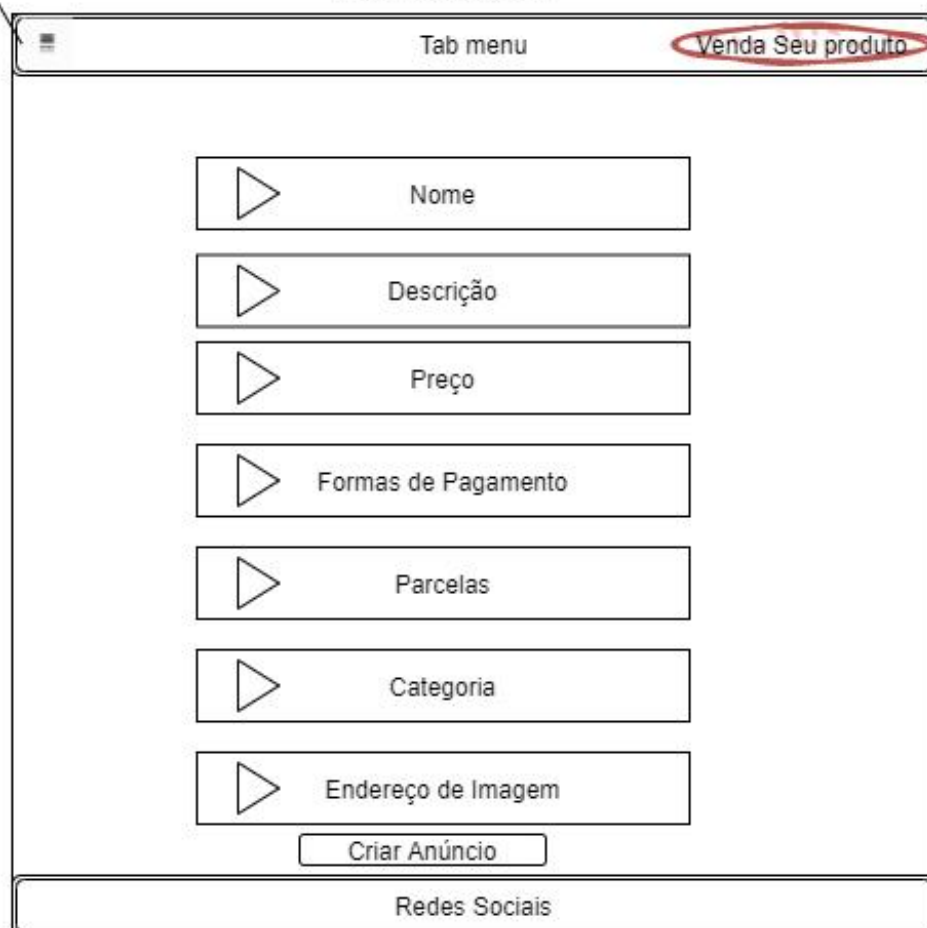 Tab menu
Venda Seu produto
Nome
Descrição
Preço
Formas de Pagamento
Parcelas
Categoria
Endereço de Imagem
Criar Anúncio
Redes Sociais